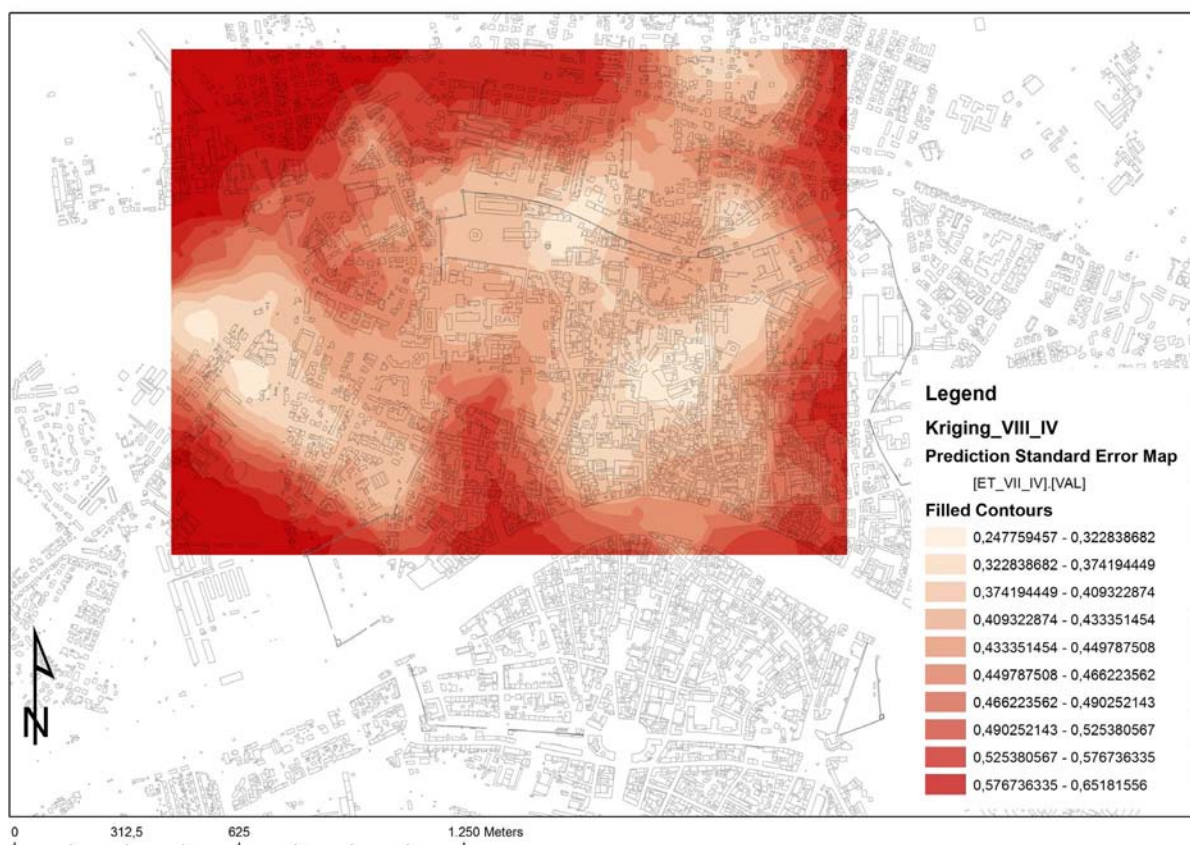 Legend
Kriging_VIII_IV
Prediction Standard Error Map
[ET_VII_IV].[VAL]
Filled Contours
0,247759457 - 0,322838682
0,322838682 - 0,374194449
0,374194449 - 0,409322874
0,409322874 - 0,433351454
0,433351454 - 0,449787508
0,449787508 - 0,466223562
0,466223562 - 0,490252143
0,490252143 - 0,525380567
0,525380567 - 0,576736335
0,576736335 - 0,65181556
N
0 312,5 625 1.250 Meters